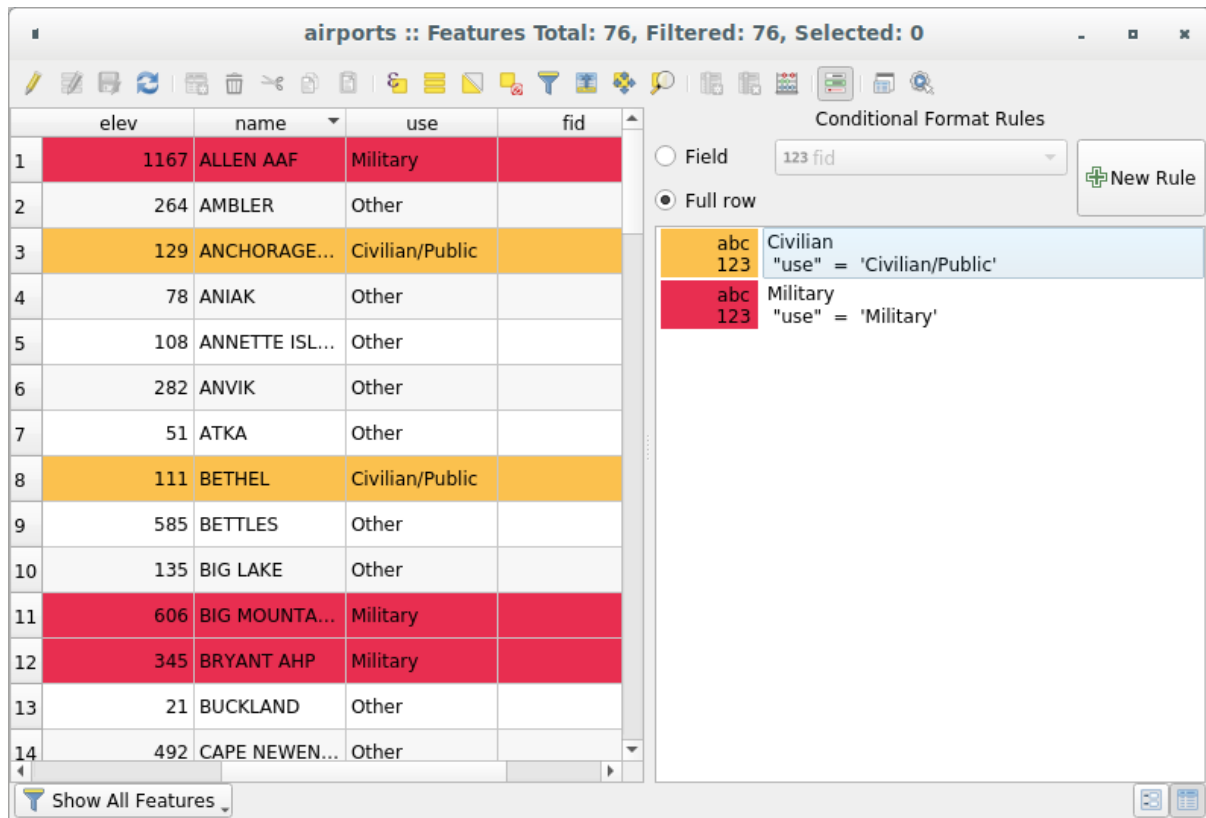 airports :: Features Total: 76, Filtered: 76, Selected: 0
elev name use fid
1 1167 ALLEN AAF Military
2 264 AMBLER Other
3 129 ANCHORAGE... Civilian/Public
4 78 ANIAK Other
5 108 ANNETTE ISL... Other
6 282 ANVIK Other
7 51 ATKA Other
8 111 BETHEL Civilian/Public
9 585 BETTLES Other
10 135 BIG LAKE Other
11 606 BIG MOUNTA... Military
12 345 BRYANT AHP Military
13 21 BUCKLAND Other
14 492 CAPE NEWEN... Other
Show All Features
Conditional Format Rules
Field 123 fid
Full row
New Rule
abc Civilian
123 "use" = 'Civilian/Public'
abc Military
123 "use" = 'Military'